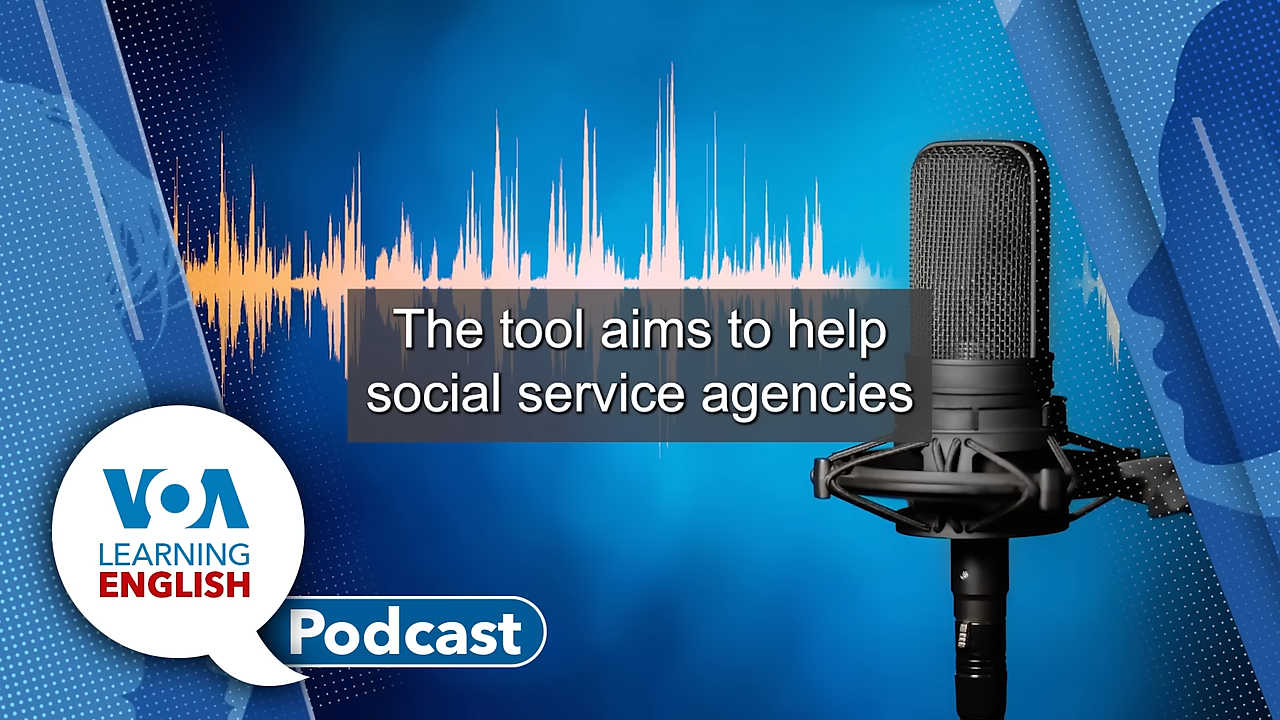 The tool aims to help
social service agencies
VOA
LEARNING
ENGLISH
Podcast